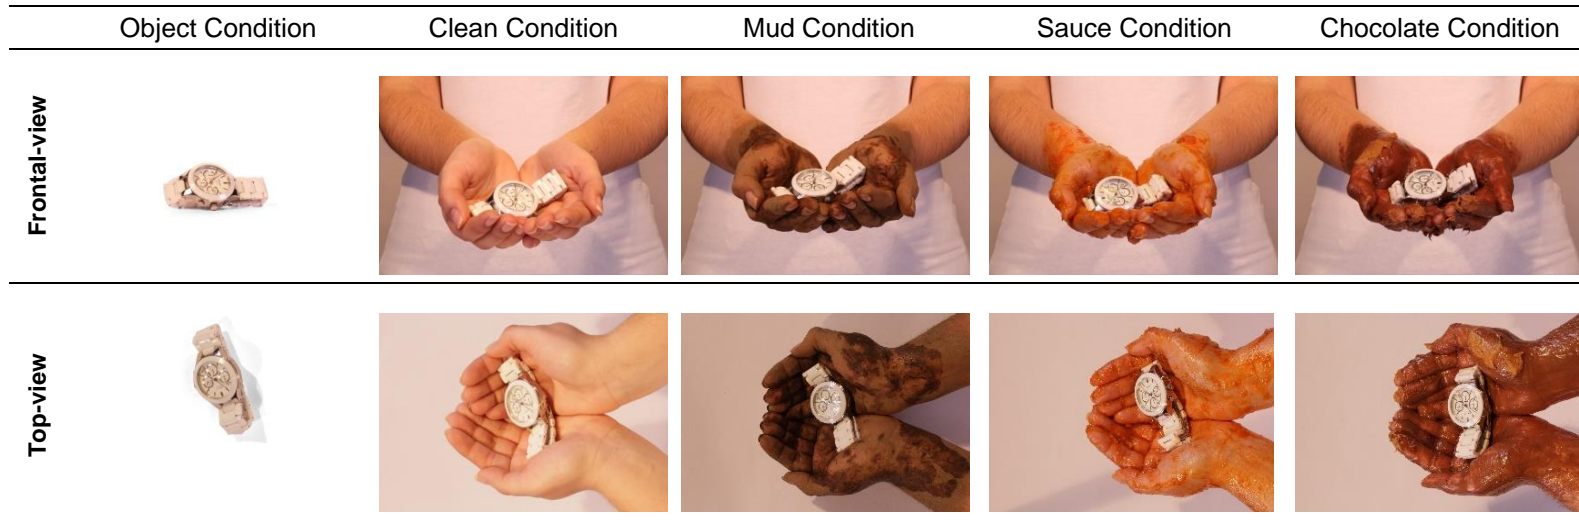 Object Condition Clean Condition Mud Condition Sauce Condition Chocolate Condition
Frontal-view
Top-view